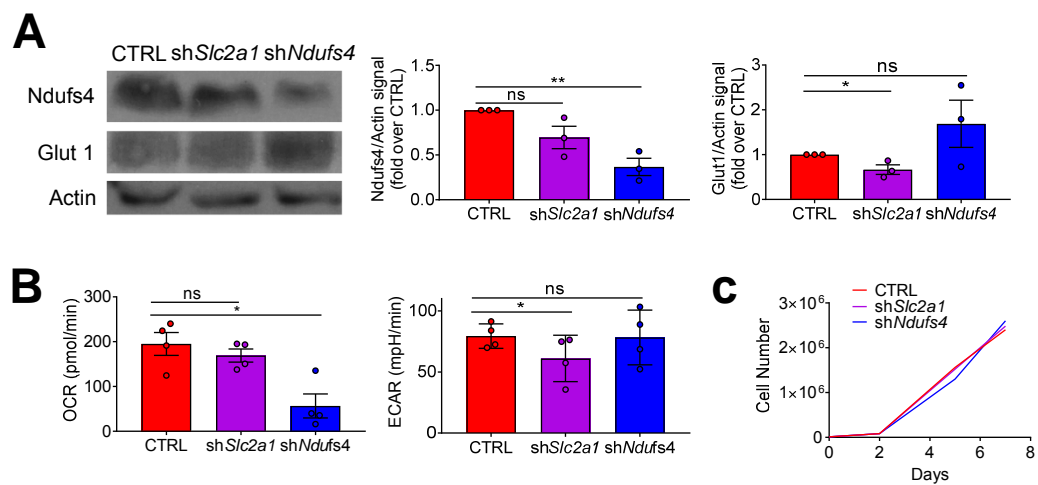 A
CTRL shSlc2a1 shNdufs4
Ndufs4
Glut 1
Actin
Ndufs4/Actin signal
(fold over CTRL)
1.5
1.0
0.5
0.0
**
ns
CTRL
shSlc2a1
shNdufs4
Glut1/Actin signal
(fold over CTRL)
3
2
1
0
ns
*
CTRL
shSlc2a1
shNdufs4
B
OCR (pmol/min)
300
200
100
0
ns
*
CTRL
shSlc2a1
shNdufs4
ECAR (mpH/min)
100
50
0
ns
*
CTRL
shSlc2a1
shNdufs4
C
CTRL
shSlc2a1
shNdufs4
Cell Number
3×10⁶
2×10⁶
1×10⁶
0
0 2 4 6 8
Days